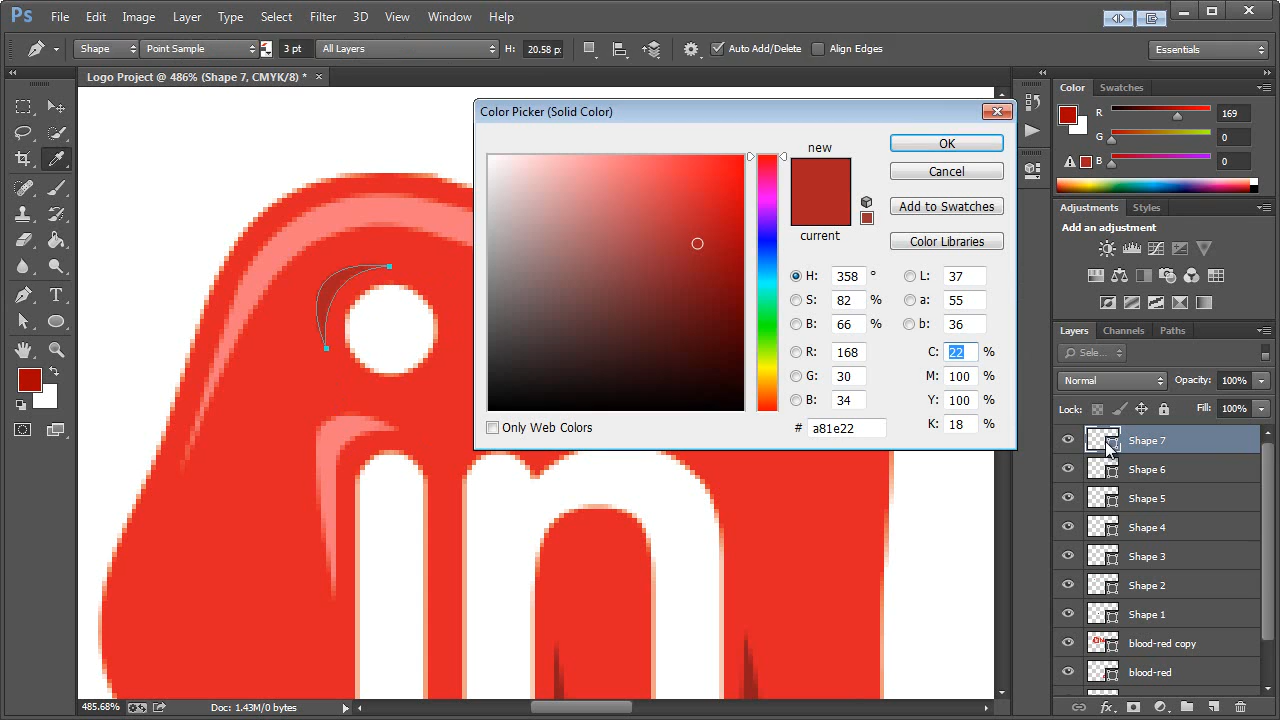 Ps File Edit Image Layer Type Select Filter 3D View Window Help
Shape Point Sample 3 pt All Layers H: 20.58 p: Auto Add/Delete Align Edges Essentials
Logo Project @ 486% (Shape 7, CMYK/8) * ×
Color Swatches
R 169
G 0
B 0
Adjustments Styles
Add an adjustment
Layers Channels Paths
Sele...
Normal Opacity: 100%
Lock: Fill: 100%
Shape 7
Shape 6
Shape 5
Shape 4
Shape 3
Shape 2
Shape 1
blood-red copy
blood-red
Color Picker (Solid Color)
new
current
OK
Cancel
Add to Swatches
Color Libraries
H: 358 ° L: 37
S: 82 % a: 55
B: 66 % b: 36
R: 168 C: 22 %
G: 30 M: 100 %
B: 34 Y: 100 %
# a81e22 K: 18 %
Only Web Colors
in
485.68% Doc: 1.43M/0 bytes